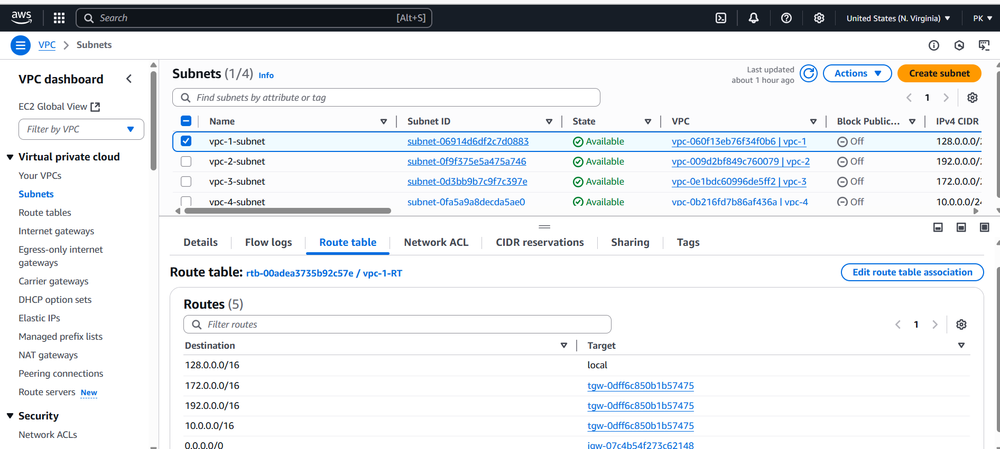 aws
Search [Alt+S]
United States (N. Virginia) PK
VPC > Subnets
VPC dashboard
EC2 Global View
Filter by VPC
Virtual private cloud
Your VPCs
Subnets
Route tables
Internet gateways
Egress-only internet
gateways
Carrier gateways
DHCP option sets
Elastic IPs
Managed prefix lists
NAT gateways
Peering connections
Route servers New
Security
Network ACLs
Subnets (1/4) Info
Last updated
about 1 hour ago
Actions
Create subnet
Find subnets by attribute or tag
1
Name Subnet ID State VPC Block Public... IPv4 CIDR
vpc-1-subnet subnet-06914d6df2c7d0883 Available vpc-060f13eb76f34f0b6 | vpc-1 Off 128.0.0.0/
vpc-2-subnet subnet-0f9f375e5a475a746 Available vpc-009d2bf849c760079 | vpc-2 Off 192.0.0.0/
vpc-3-subnet subnet-0d3bb9b7c9f7c397e Available vpc-0e1bdc60996de5ff2 | vpc-3 Off 172.0.0.0/
vpc-4-subnet subnet-0fa5a9a8decda5ae0 Available vpc-0b216fd7b86af436a | vpc-4 Off 10.0.0.0/24
Details Flow logs Route table Network ACL CIDR reservations Sharing Tags
Route table: rtb-00adea3735b92c57e / vpc-1-RT
Edit route table association
Routes (5)
Filter routes
1
Destination Target
128.0.0.0/16 local
172.0.0.0/16 tgw-0dff6c850b1b57475
192.0.0.0/16 tgw-0dff6c850b1b57475
10.0.0.0/16 tgw-0dff6c850b1b57475
0.0.0.0/0 igw-07c4b54f273c62148